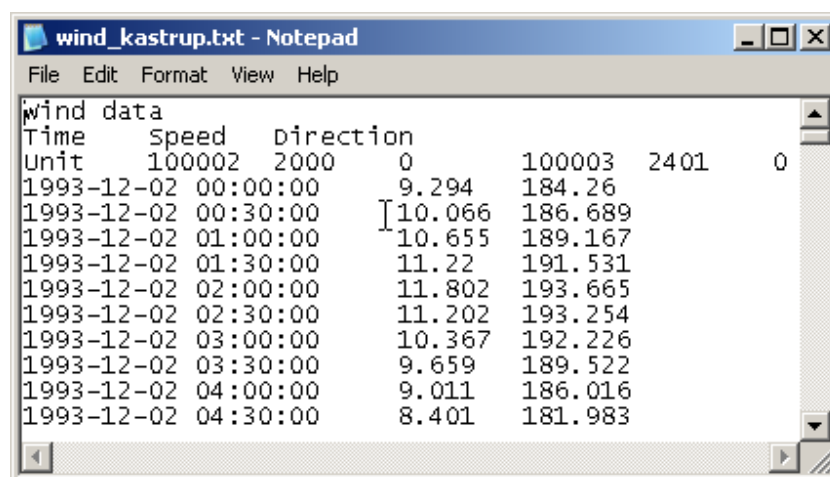 wind_kastrup.txt - Notepad
File Edit Format View Help
wind data
Time Speed Direction
Unit 100002 2000 0 100003 2401 0
1993-12-02 00:00:00 9.294 184.26
1993-12-02 00:30:00 10.066 186.689
1993-12-02 01:00:00 10.655 189.167
1993-12-02 01:30:00 11.22 191.531
1993-12-02 02:00:00 11.802 193.665
1993-12-02 02:30:00 11.202 193.254
1993-12-02 03:00:00 10.367 192.226
1993-12-02 03:30:00 9.659 189.522
1993-12-02 04:00:00 9.011 186.016
1993-12-02 04:30:00 8.401 181.983